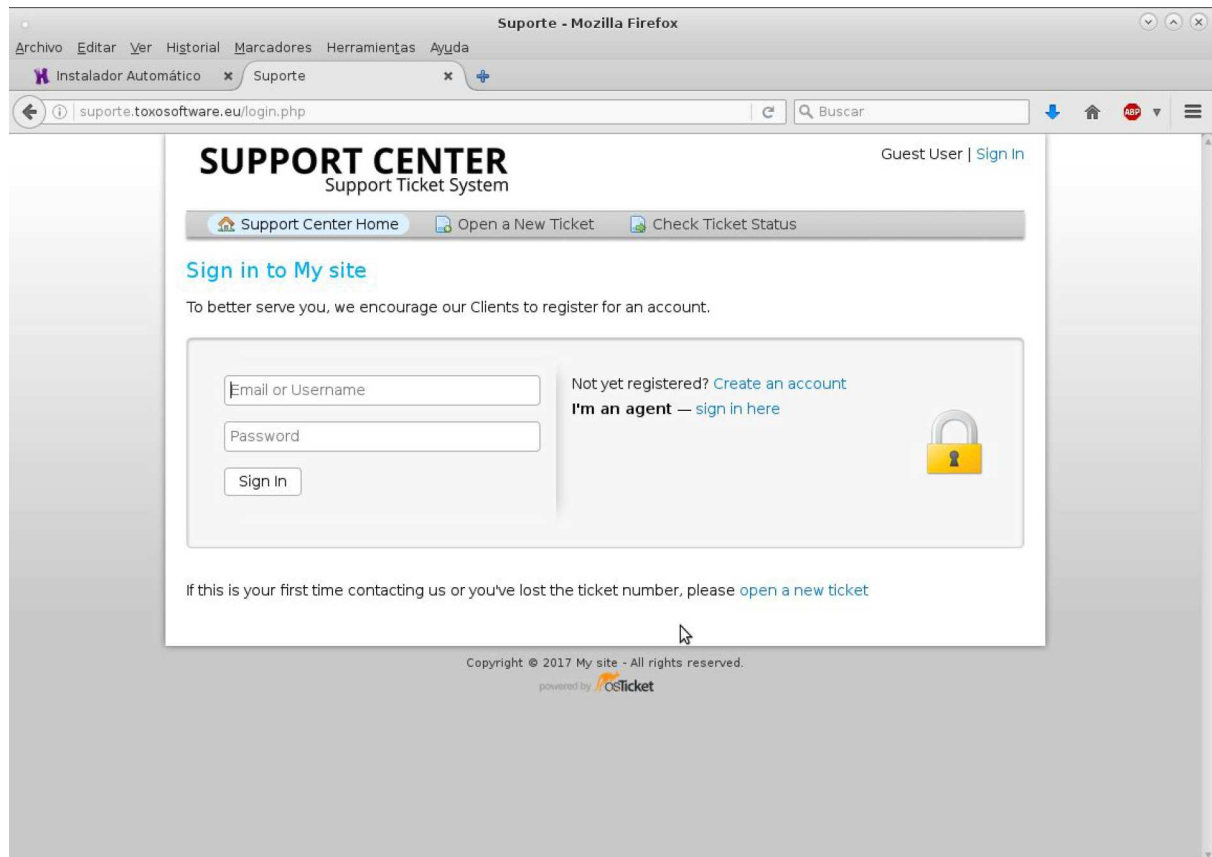 Suporte - Mozilla Firefox
Archivo Editar Ver Historial Marcadores Herramientas Ayuda
Instalador Automático Suporte
suporte.toxosoftware.eu/login.php Buscar ABP
SUPPORT CENTER
Support Ticket System
Guest User | Sign In
Support Center Home Open a New Ticket Check Ticket Status
Sign in to My site
To better serve you, we encourage our Clients to register for an account.
Email or Username
Password
Sign In
Not yet registered? Create an account
I'm an agent — sign in here
If this is your first time contacting us or you've lost the ticket number, please open a new ticket
Copyright © 2017 My site - All rights reserved.
powered by osTicket